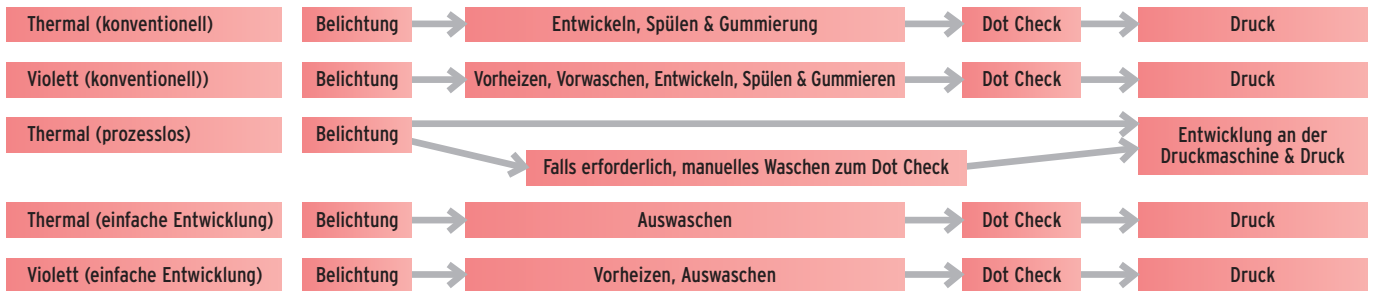 Thermal (konventionell) Belichtung Entwickeln, Spülen & Gummierung Dot Check Druck
Violett (konventionell)) Belichtung Vorheizen, Vorwaschen, Entwickeln, Spülen & Gummieren Dot Check Druck
Thermal (prozesslos) Belichtung Entwicklung an der
Druckmaschine & Druck
Falls erforderlich, manuelles Waschen zum Dot Check
Thermal (einfache Entwicklung) Belichtung Auswaschen Dot Check Druck
Violett (einfache Entwicklung) Belichtung Vorheizen, Auswaschen Dot Check Druck